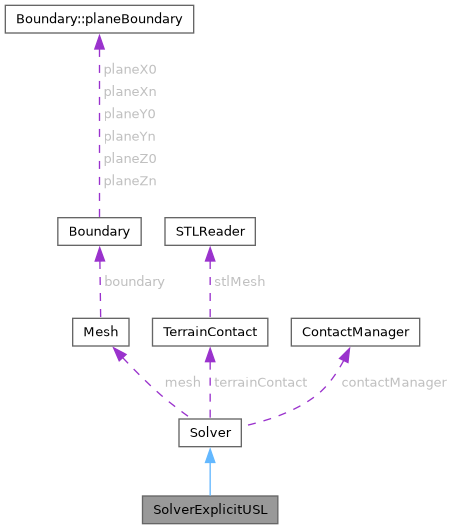 Boundary::planeBoundary
planeX0
planeXn
planeY0
planeYn
planeZ0
planeZn
Boundary
STLReader
boundary
stlMesh
Mesh
TerrainContact
ContactManager
mesh
terrainContact
contactManager
Solver
SolverExplicitUSL